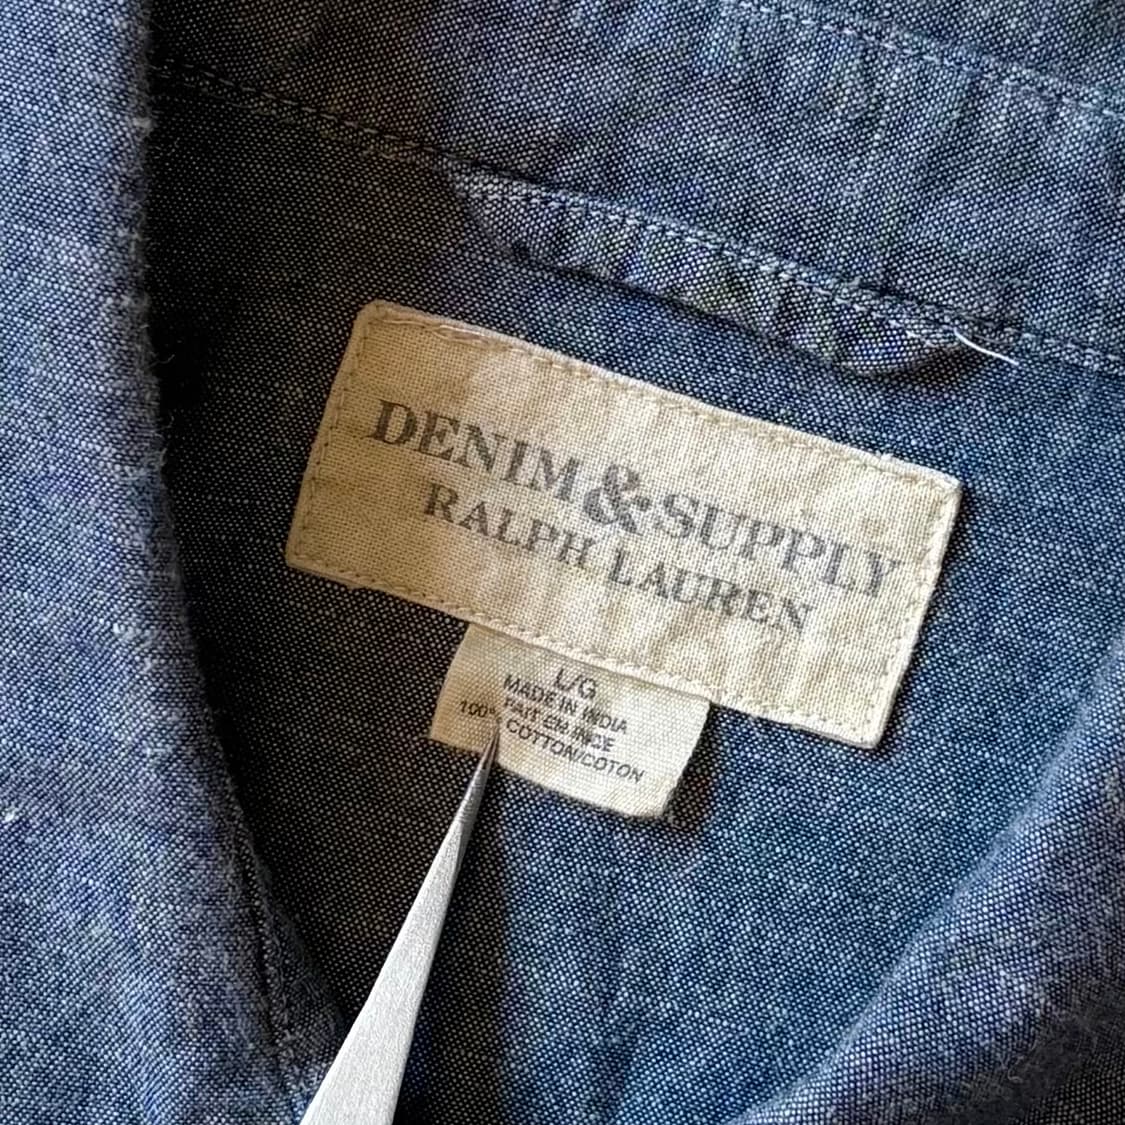 DENIM & SUPPLY
RALPH LAUREN
L/G
MADE IN INDIA
FAIT EN INDE
100% COTTON/COTON